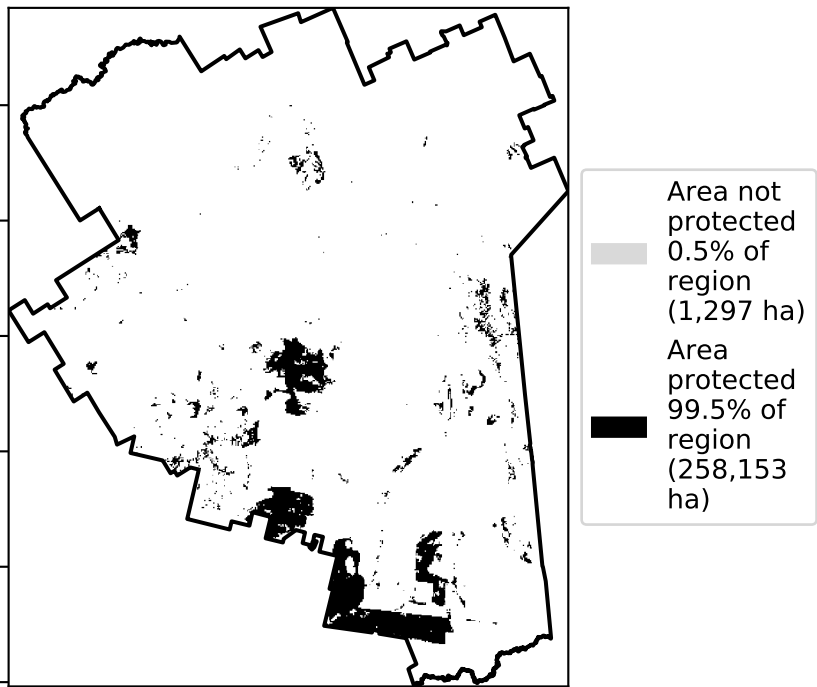 Area not
protected
0.5% of
region
(1,297 ha)
Area
protected
99.5% of
region
(258,153
ha)